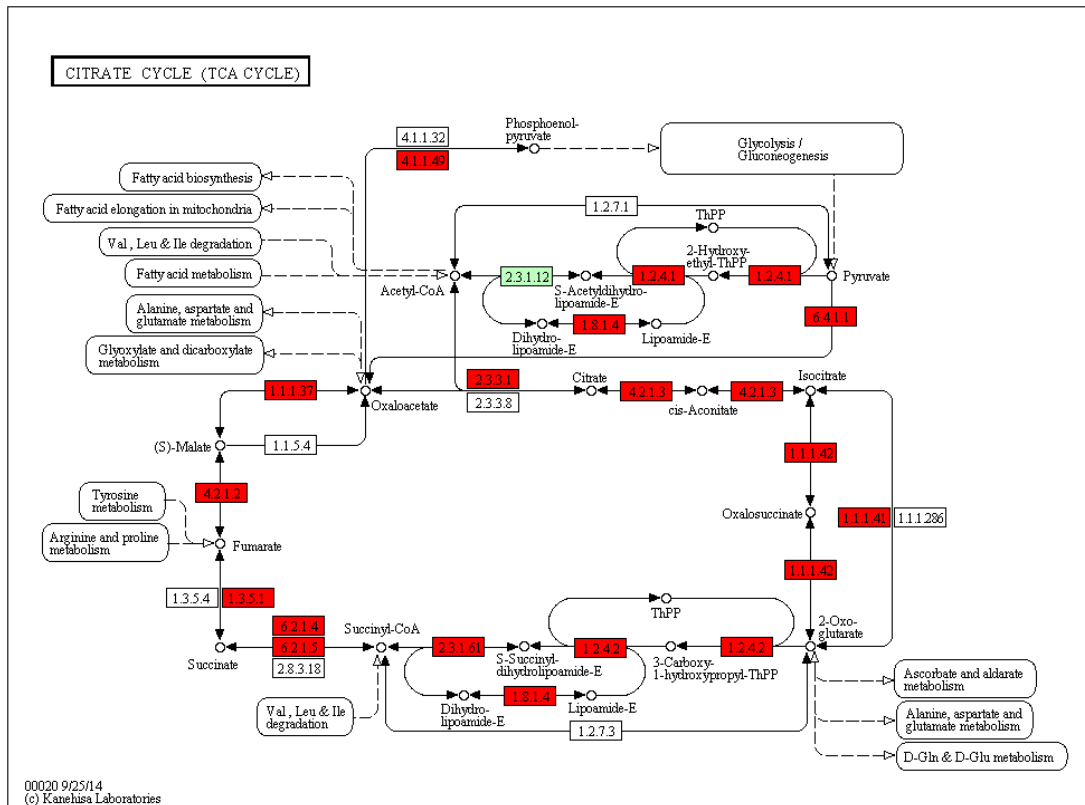 CITRATE CYCLE (TCA CYCLE)
Phosphoenol-
pyruvate
4.1.1.32
4.1.1.49
Glycolysis /
Gluconeogenesis
Fatty acid biosynthesis
Fatty acid elongation in mitochondria
Val , Leu & Ile degradation
Fatty acid metabolism
Alanine, aspartate and
glutamate metabolism
Glyoxylate and dicarboxylate
metabolism
1.2.7.1
ThPP
2-Hydroxy-
ethyl-ThPP
Acetyl-CoA
2.3.1.12
S-Acetyldihydro-
lipoamide-E
1.2.4.1
1.2.4.1
Pyruvate
Dihydro-
lipoamide-E
1.8.1.4
Lipoamide-E
6.4.1.1
1.1.1.37
Oxaloacetate
2.3.3.1
2.3.3.8
Citrate
4.2.1.3
cis-Aconitate
4.2.1.3
Isocitrate
(S)-Malate
1.1.5.4
1.1.1.42
4.2.1.2
Tyrosine
metabolism
Arginine and proline
metabolism
Fumarate
Oxalosuccinate
1.1.1.41
1.1.1.286
1.1.1.42
1.3.5.4
1.3.5.1
ThPP
2-Oxo-
glutarate
Succinate
6.2.1.4
6.2.1.5
2.8.3.18
Succinyl-CoA
2.3.1.61
S-Succinyl-
dihydrolipoamide-E
1.2.4.2
3-Carboxy-
1-hydroxypropyl-ThPP
1.2.4.2
Val , Leu & Ile
degradation
Dihydro-
lipoamide-E
1.8.1.4
Lipoamide-E
1.2.7.3
Ascorbate and aldarate
metabolism
Alanine, aspartate and
glutamate metabolism
D-Gln & D-Glu metabolism
00020 9/25/14
(c) Kanehisa Laboratories